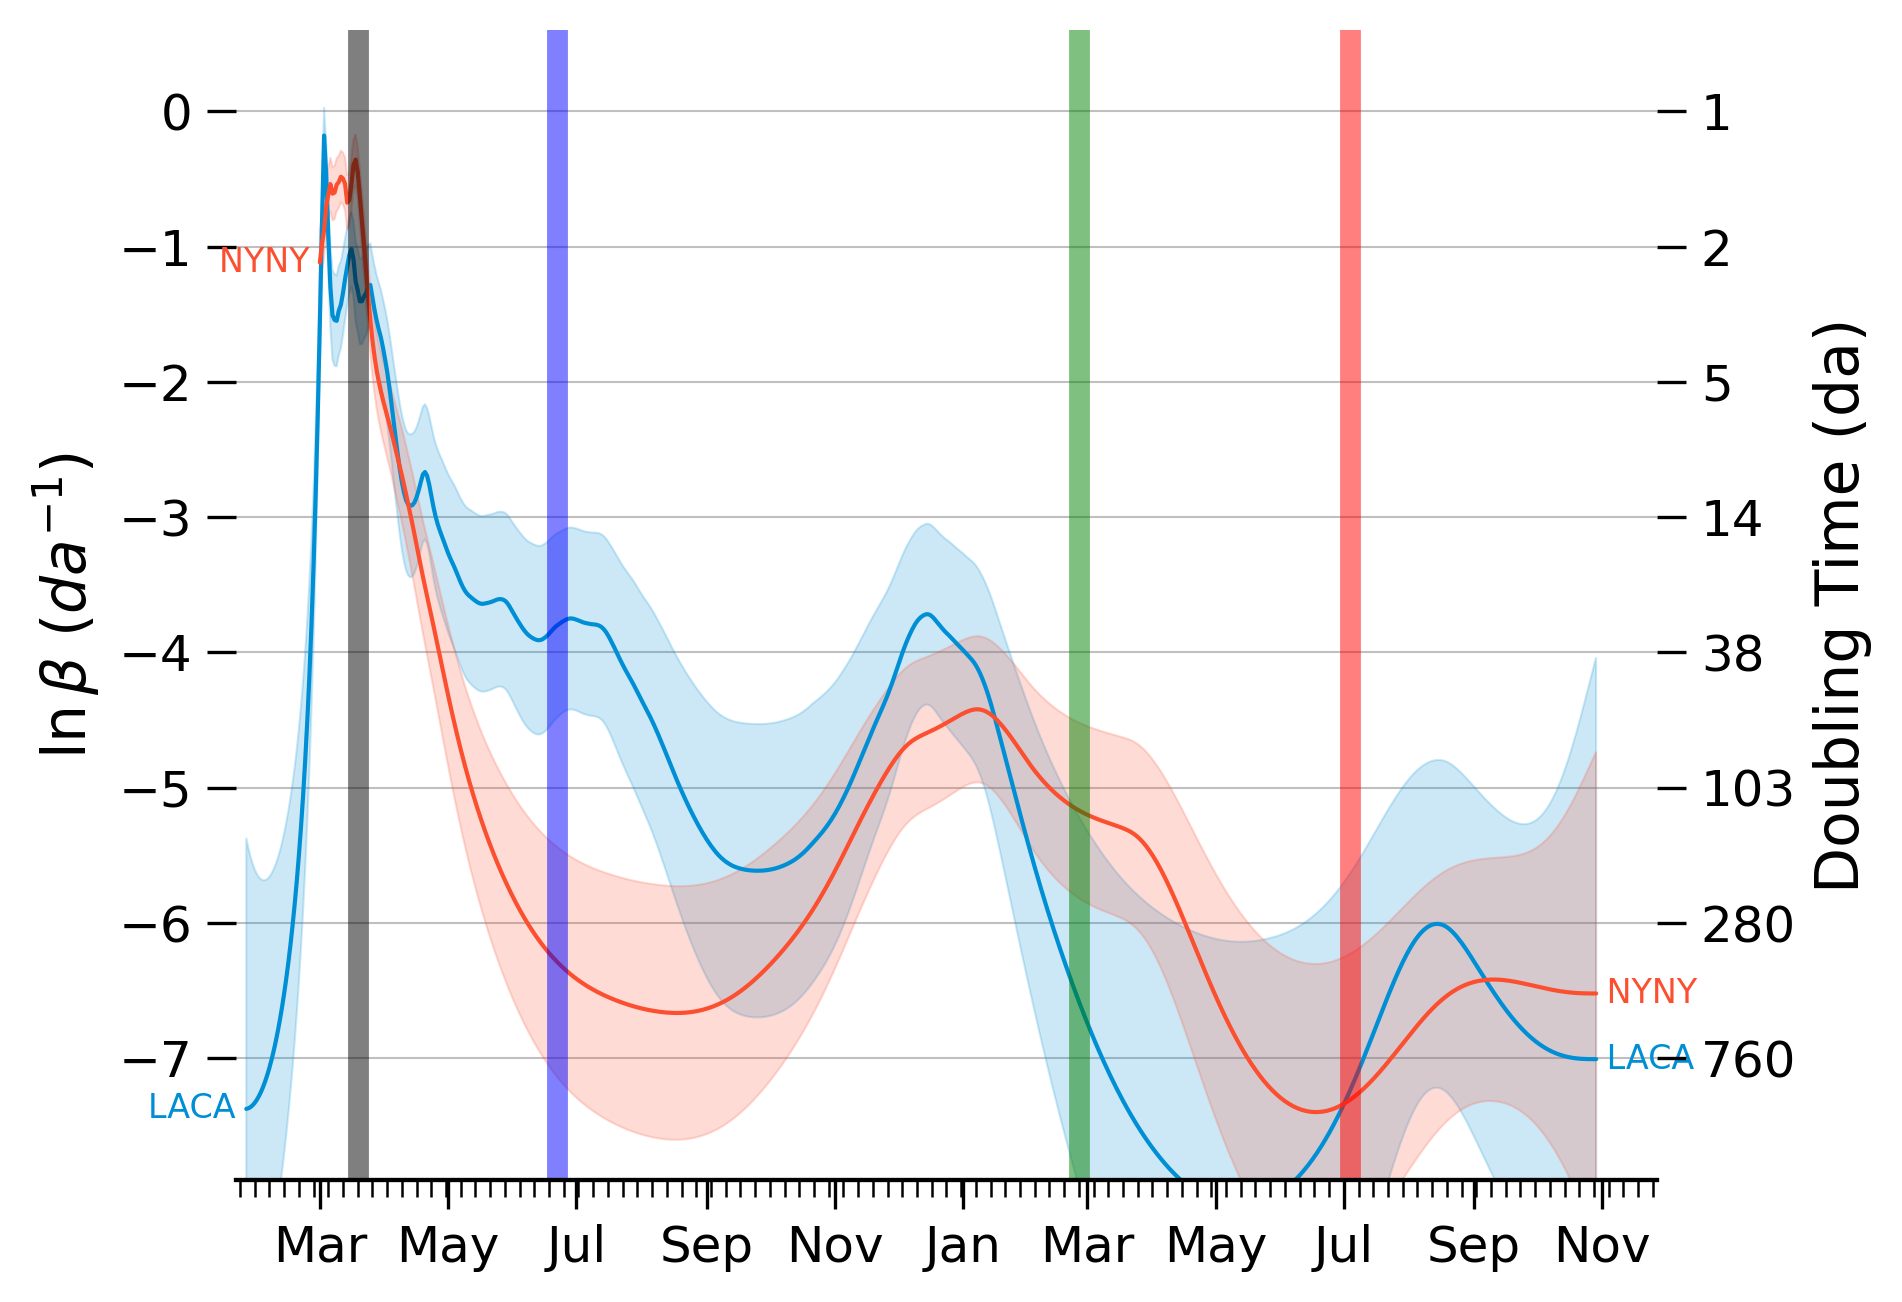 0
−1
−2
−3
−4
−5
−6
−7
ln β (da⁻¹)
1
2
5
14
38
103
280
760
Doubling Time (da)
NYNY
LACA
NYNY
LACA
Mar May Jul Sep Nov Jan Mar May Jul Sep Nov